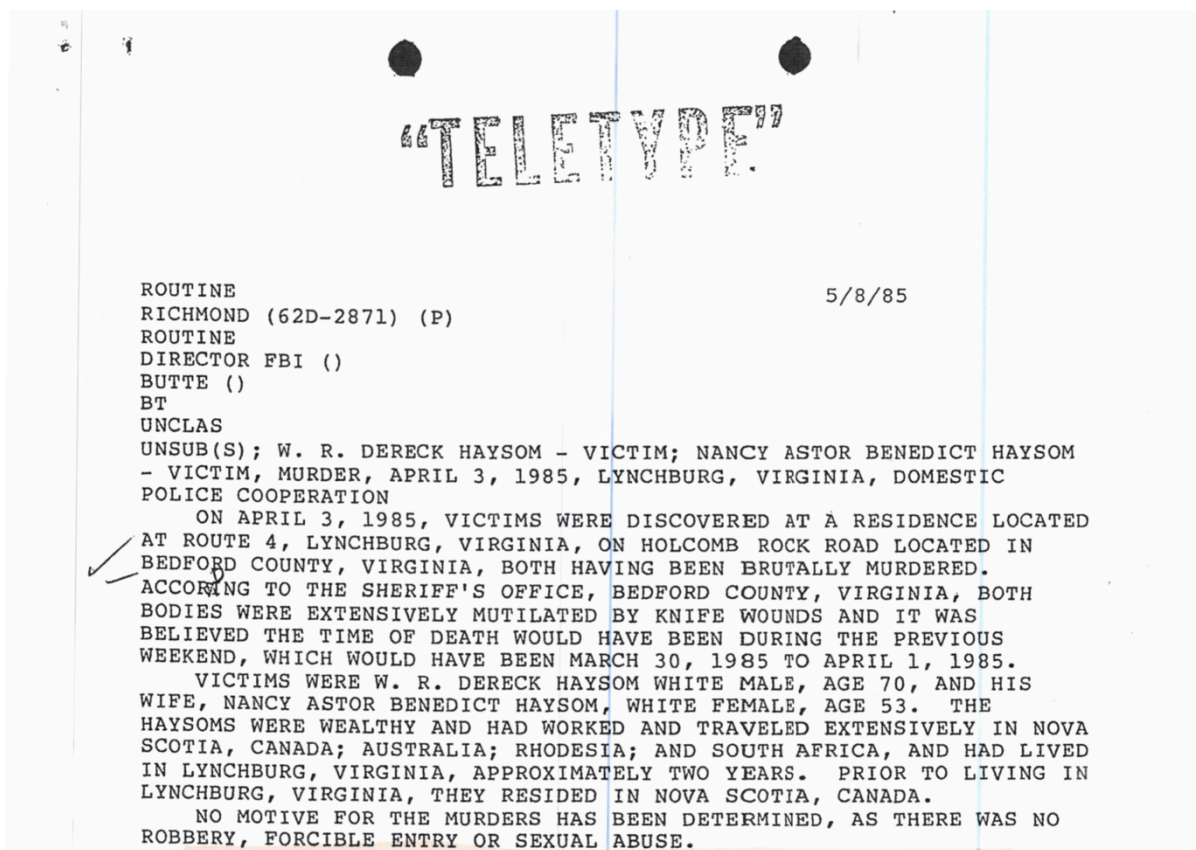 “TELETYPE”
ROUTINE 5/8/85
RICHMOND (62D-2871) (P)
ROUTINE
DIRECTOR FBI ()
BUTTE ()
BT
UNCLAS
UNSUB(S); W. R. DERECK HAYSOM - VICTIM; NANCY ASTOR BENEDICT HAYSOM
- VICTIM, MURDER, APRIL 3, 1985, LYNCHBURG, VIRGINIA, DOMESTIC
POLICE COOPERATION
ON APRIL 3, 1985, VICTIMS WERE DISCOVERED AT A RESIDENCE LOCATED
AT ROUTE 4, LYNCHBURG, VIRGINIA, ON HOLCOMB ROCK ROAD LOCATED IN
BEDFORD COUNTY, VIRGINIA, BOTH HAVING BEEN BRUTALLY MURDERED.
ACCORDING TO THE SHERIFF'S OFFICE, BEDFORD COUNTY, VIRGINIA, BOTH
BODIES WERE EXTENSIVELY MUTILATED BY KNIFE WOUNDS AND IT WAS
BELIEVED THE TIME OF DEATH WOULD HAVE BEEN DURING THE PREVIOUS
WEEKEND, WHICH WOULD HAVE BEEN MARCH 30, 1985 TO APRIL 1, 1985.
VICTIMS WERE W. R. DERECK HAYSOM WHITE MALE, AGE 70, AND HIS
WIFE, NANCY ASTOR BENEDICT HAYSOM, WHITE FEMALE, AGE 53. THE
HAYSOMS WERE WEALTHY AND HAD WORKED AND TRAVELED EXTENSIVELY IN NOVA
SCOTIA, CANADA; AUSTRALIA; RHODESIA; AND SOUTH AFRICA, AND HAD LIVED
IN LYNCHBURG, VIRGINIA, APPROXIMATELY TWO YEARS. PRIOR TO LIVING IN
LYNCHBURG, VIRGINIA, THEY RESIDED IN NOVA SCOTIA, CANADA.
NO MOTIVE FOR THE MURDERS HAS BEEN DETERMINED, AS THERE WAS NO
ROBBERY, FORCIBLE ENTRY OR SEXUAL ABUSE.